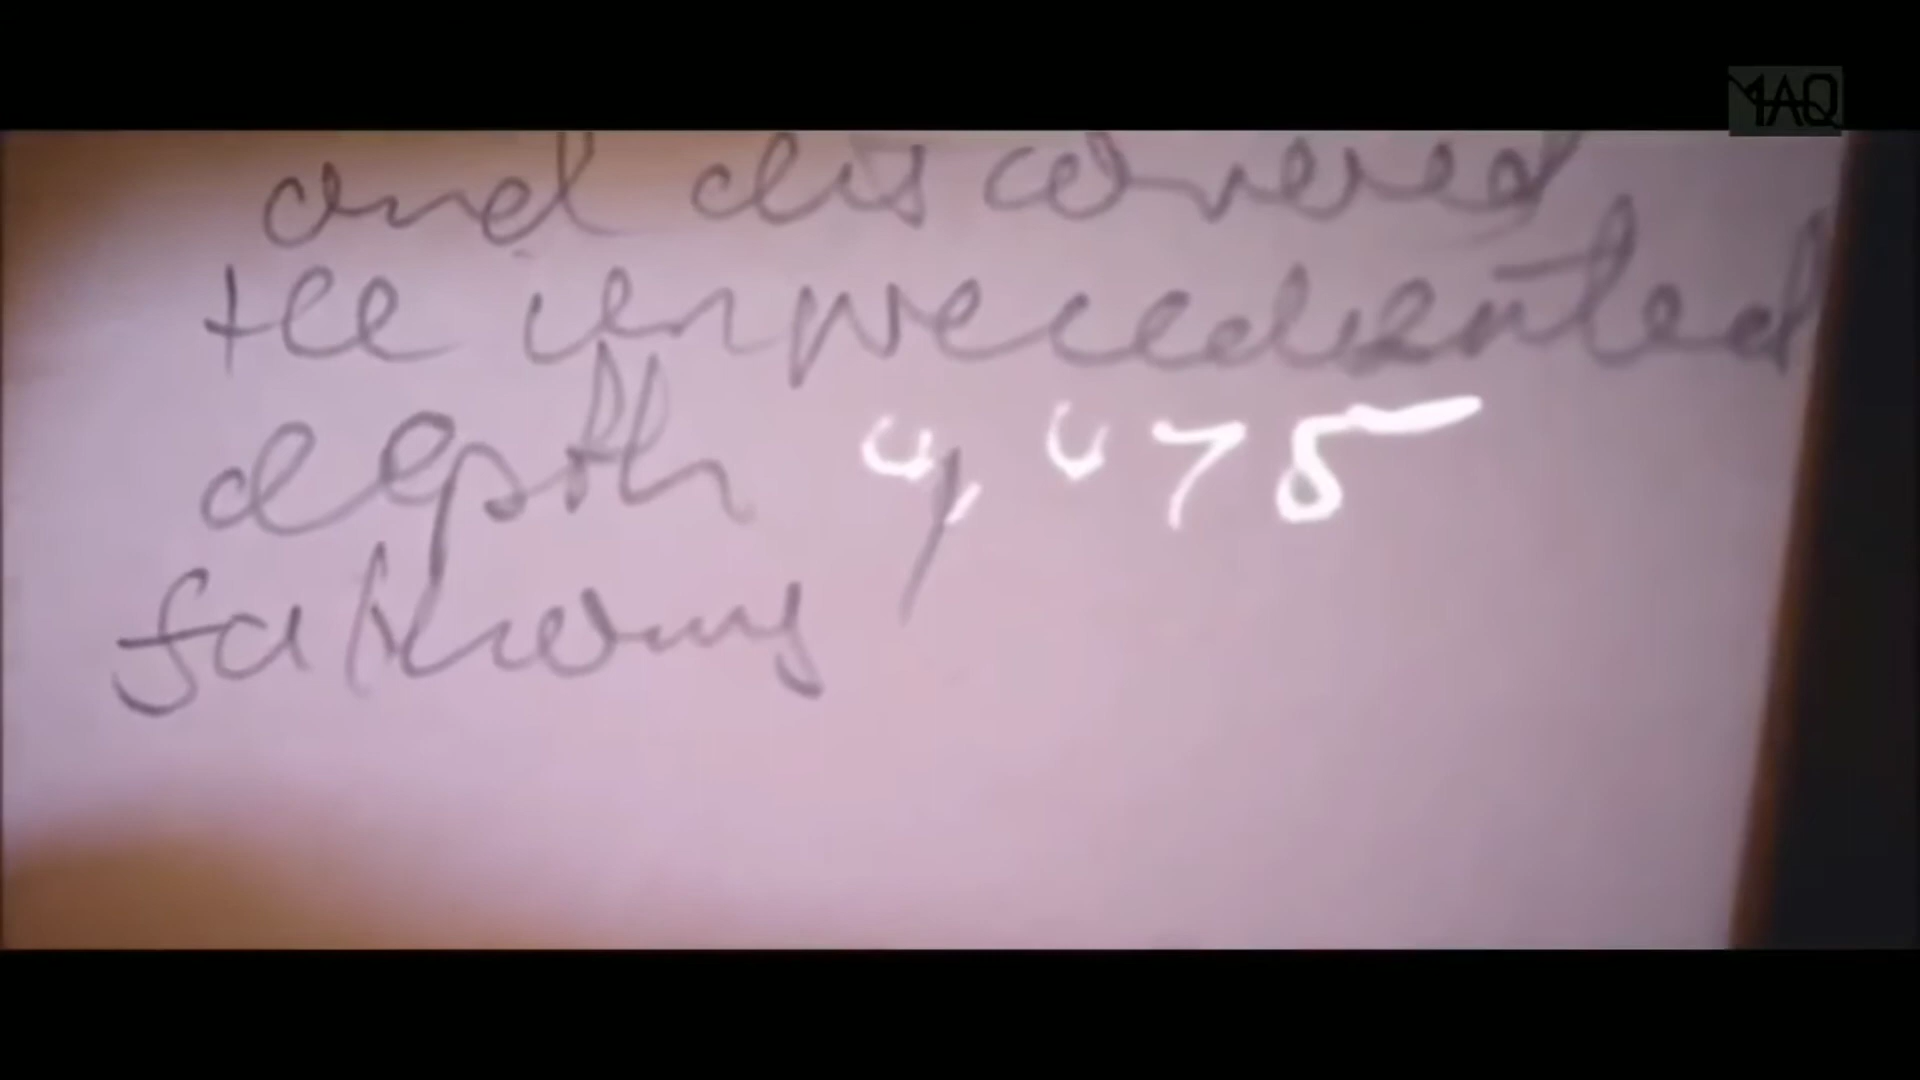 and discovered
the unprecedented
depth 4,475
fathoms